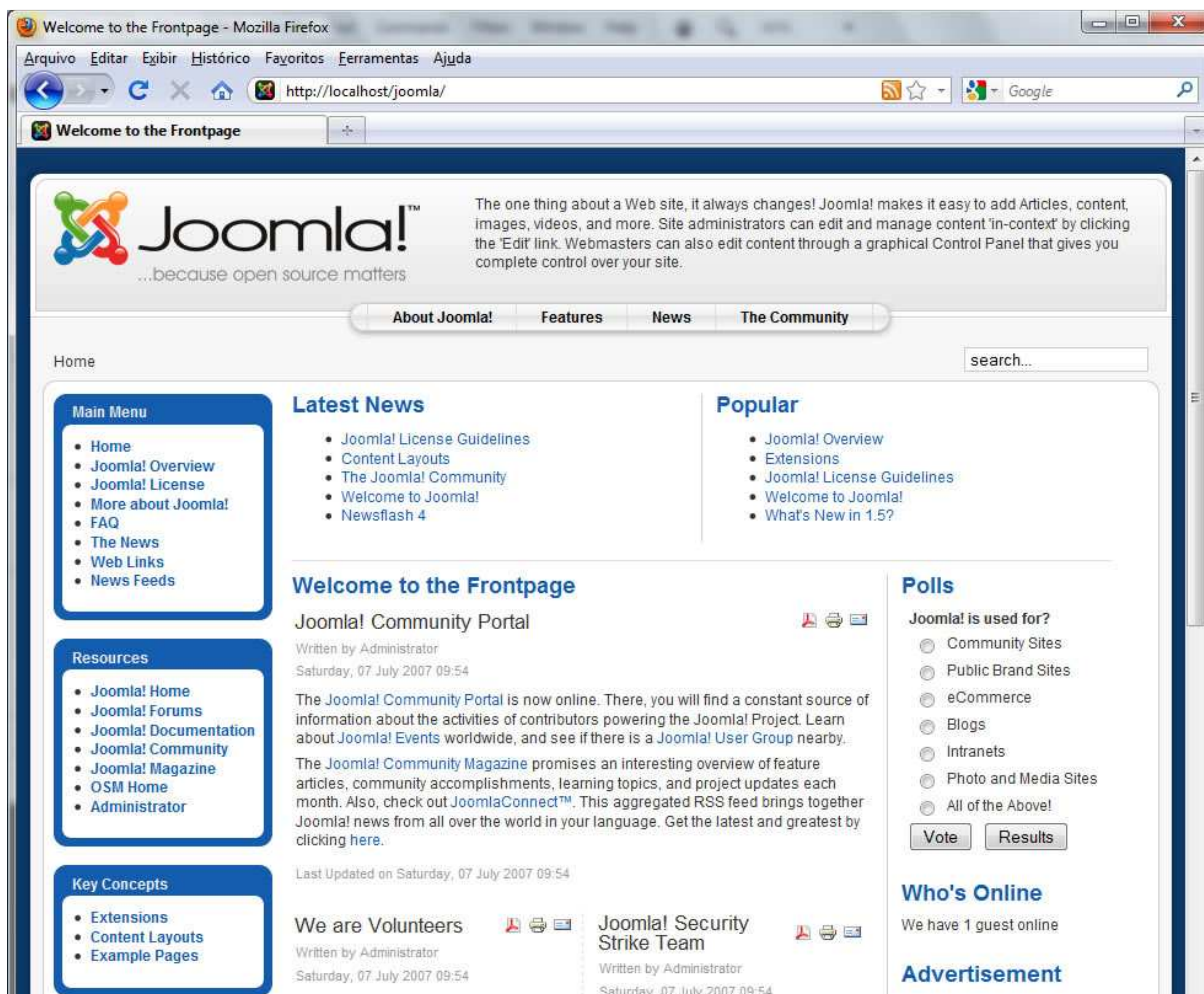 Welcome to the Frontpage - Mozilla Firefox
Arquivo Editar Exibir Histórico Favoritos Ferramentas Ajuda
http://localhost/joomla/
Google
Welcome to the Frontpage
Joomla!™
...because open source matters
The one thing about a Web site, it always changes! Joomla! makes it easy to add Articles, content,
images, videos, and more. Site administrators can edit and manage content 'in-context' by clicking
the 'Edit' link. Webmasters can also edit content through a graphical Control Panel that gives you
complete control over your site.
About Joomla! Features News The Community
Home
search...
Main Menu
Home
Joomla! Overview
Joomla! License
More about Joomla!
FAQ
The News
Web Links
News Feeds
Resources
Joomla! Home
Joomla! Forums
Joomla! Documentation
Joomla! Community
Joomla! Magazine
OSM Home
Administrator
Key Concepts
Extensions
Content Layouts
Example Pages
Latest News
Joomla! License Guidelines
Content Layouts
The Joomla! Community
Welcome to Joomla!
Newsflash 4
Popular
Joomla! Overview
Extensions
Joomla! License Guidelines
Welcome to Joomla!
What's New in 1.5?
Welcome to the Frontpage
Joomla! Community Portal
Written by Administrator
Saturday, 07 July 2007 09:54
The Joomla! Community Portal is now online. There, you will find a constant source of
information about the activities of contributors powering the Joomla! Project. Learn
about Joomla! Events worldwide, and see if there is a Joomla! User Group nearby.
The Joomla! Community Magazine promises an interesting overview of feature
articles, community accomplishments, learning topics, and project updates each
month. Also, check out JoomlaConnect™. This aggregated RSS feed brings together
Joomla! news from all over the world in your language. Get the latest and greatest by
clicking here.
Last Updated on Saturday, 07 July 2007 09:54
We are Volunteers
Written by Administrator
Saturday, 07 July 2007 09:54
Joomla! Security
Strike Team
Written by Administrator
Saturday, 07 July 2007 09:54
Polls
Joomla! is used for?
Community Sites
Public Brand Sites
eCommerce
Blogs
Intranets
Photo and Media Sites
All of the Above!
Vote Results
Who's Online
We have 1 guest online
Advertisement